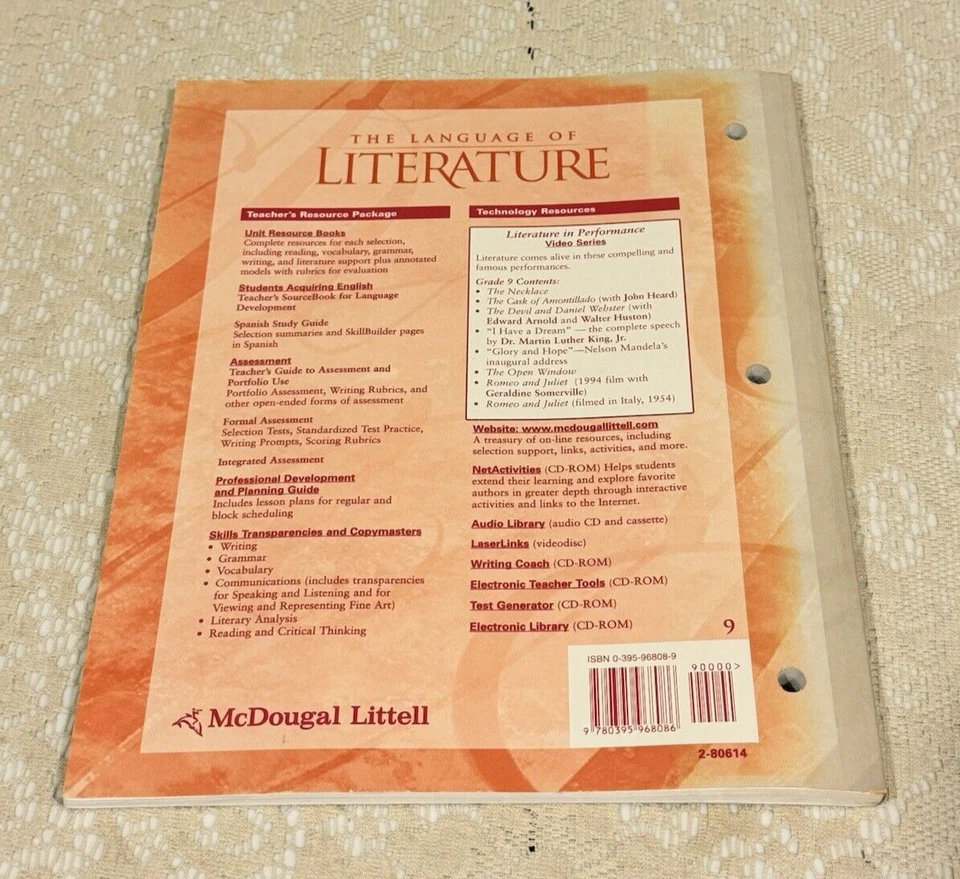 THE LANGUAGE OF
LITERATURE
Teacher's Resource Package
Unit Resource Books
Complete resources for each selection,
including reading, vocabulary, grammar,
writing, and literature support plus annotated
models with rubrics for evaluation
Students Acquiring English
Teacher's SourceBook for Language
Development
Spanish Study Guide
Selection summaries and SkillBuilder pages
in Spanish
Assessment
Teacher's Guide to Assessment and
Portfolio Use
Portfolio Assessment, Writing Rubrics, and
other open-ended forms of assessment
Formal Assessment
Selection Tests, Standardized Test Practice,
Writing Prompts, Scoring Rubrics
Integrated Assessment
Professional Development
and Planning Guide
Includes lesson plans for regular and
block scheduling
Skills Transparencies and Copymasters
• Writing
• Grammar
• Vocabulary
• Communications (includes transparencies
for Speaking and Listening and for
Viewing and Representing Fine Art)
• Literary Analysis
• Reading and Critical Thinking
Technology Resources
Literature in Performance
Video Series
Literature comes alive in these compelling and
famous performances.
Grade 9 Contents:
• The Necklace
• The Cask of Amontillado (with John Heard)
• The Devil and Daniel Webster (with
Edward Arnold and Walter Huston)
• "I Have a Dream" — the complete speech
by Dr. Martin Luther King, Jr.
• "Glory and Hope"—Nelson Mandela's
inaugural address
• The Open Window
• Romeo and Juliet (1994 film with
Geraldine Somerville)
• Romeo and Juliet (filmed in Italy, 1954)
Website: www.mcdougallittell.com
A treasury of on-line resources, including
selection support, links, activities, and more.
NetActivities (CD-ROM) Helps students
extend their learning and explore favorite
authors in greater depth through interactive
activities and links to the Internet.
Audio Library (audio CD and cassette)
LaserLinks (videodisc)
Writing Coach (CD-ROM)
Electronic Teacher Tools (CD-ROM)
Test Generator (CD-ROM)
Electronic Library (CD-ROM)
9
McDougal Littell
ISBN 0-395-96808-9
90000>
9 780395 968086
2-80614